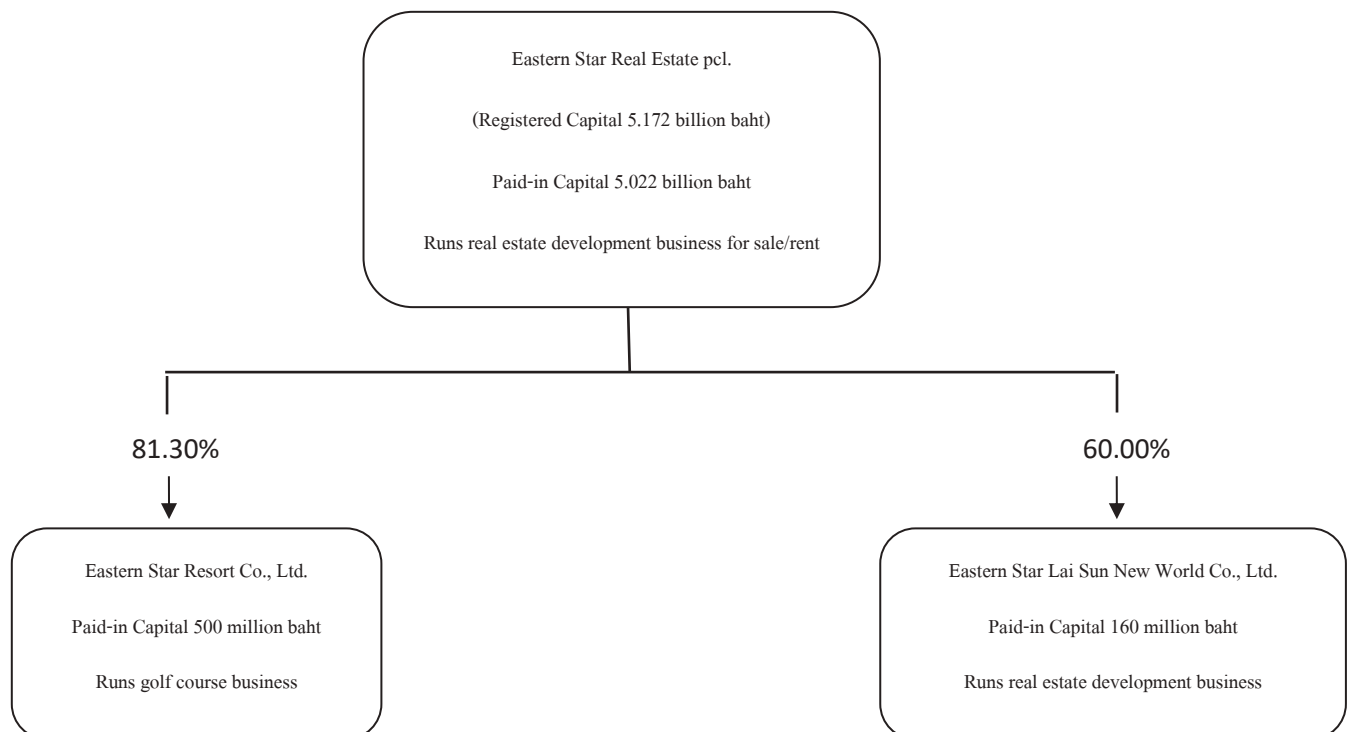 Eastern Star Real Estate pcl.
(Registered Capital 5.172 billion baht)
Paid-in Capital 5.022 billion baht
Runs real estate development business for sale/rent
81.30%
60.00%
Eastern Star Resort Co., Ltd.
Paid-in Capital 500 million baht
Runs golf course business
Eastern Star Lai Sun New World Co., Ltd.
Paid-in Capital 160 million baht
Runs real estate development business